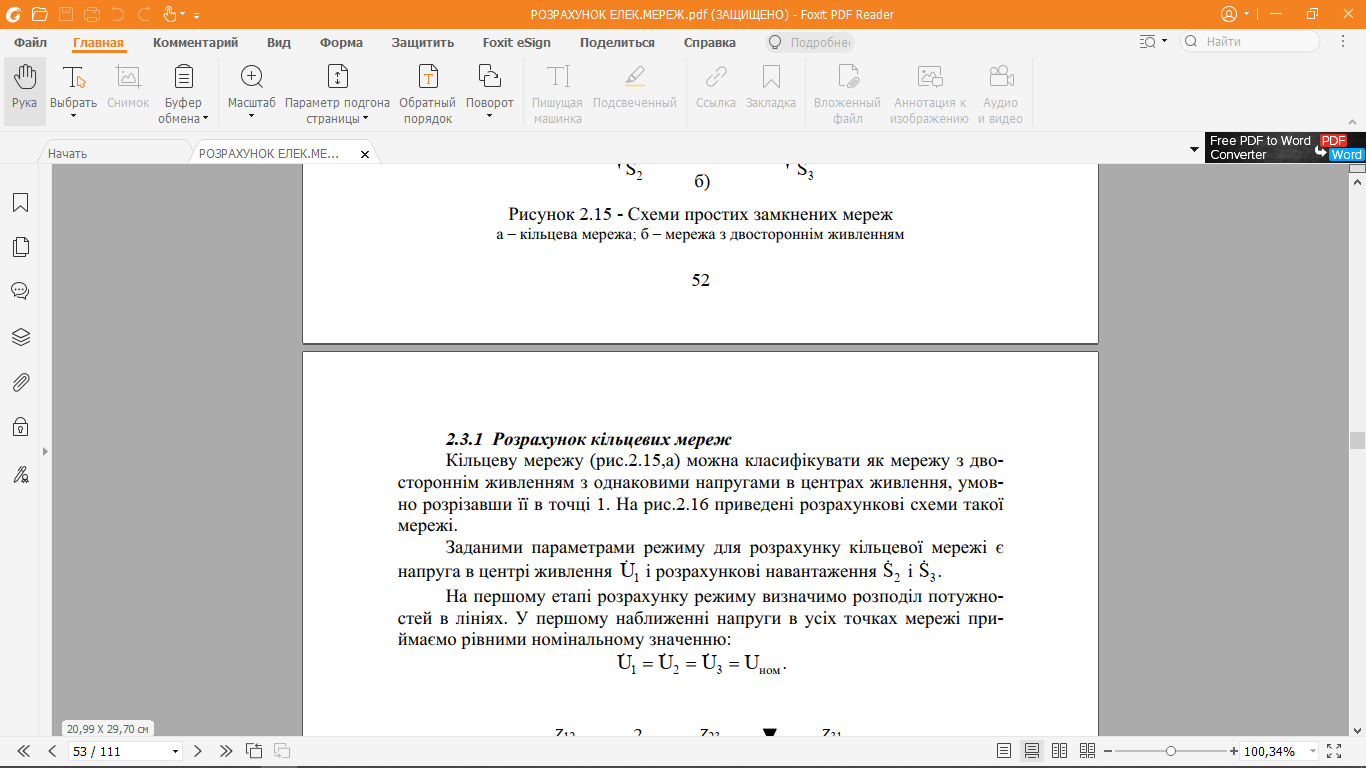 РОЗРАХУНОК ЕЛЕК.МЕРЕЖ.pdf (ЗАЩИЩЕНО) - Foxit PDF Reader
Файл Главная Комментарий Вид Форма Защитить Foxit eSign Поделиться Справка Подробнее Найти
Рука Выбрать Снимок Буфер обмена Масштаб Параметр подгона страницы Обратный порядок Поворот Пишущая машинка Подсвеченный Ссылка Закладка Вложенный файл Аннотация к изображению Аудио и видео
Начать РОЗРАХУНОК ЕЛЕК.МЕ...
Free PDF to Word Converter PDF Word
Ṡ2 Ṡ3
б)
Рисунок 2.15 - Схеми простих замкнених мереж
а – кільцева мережа; б – мережа з двостороннім живленням
52
2.3.1 Розрахунок кільцевих мереж
Кільцеву мережу (рис.2.15,а) можна класифікувати як мережу з дво-
стороннім живленням з однаковими напругами в центрах живлення, умов-
но розрізавши її в точці 1. На рис.2.16 приведені розрахункові схеми такої
мережі.
Заданими параметрами режиму для розрахунку кільцевої мережі є
напруга в центрі живлення U̇1 і розрахункові навантаження Ṡ2 і Ṡ3.
На першому етапі розрахунку режиму визначимо розподіл потужно-
стей в лініях. У першому наближенні напруги в усіх точках мережі при-
ймаємо рівними номінальному значенню:
U̇1 = U̇2 = U̇3 = Uном.
Z12 2 Z23 Z31
20,99 X 29,70 см
53 / 111 100,34%